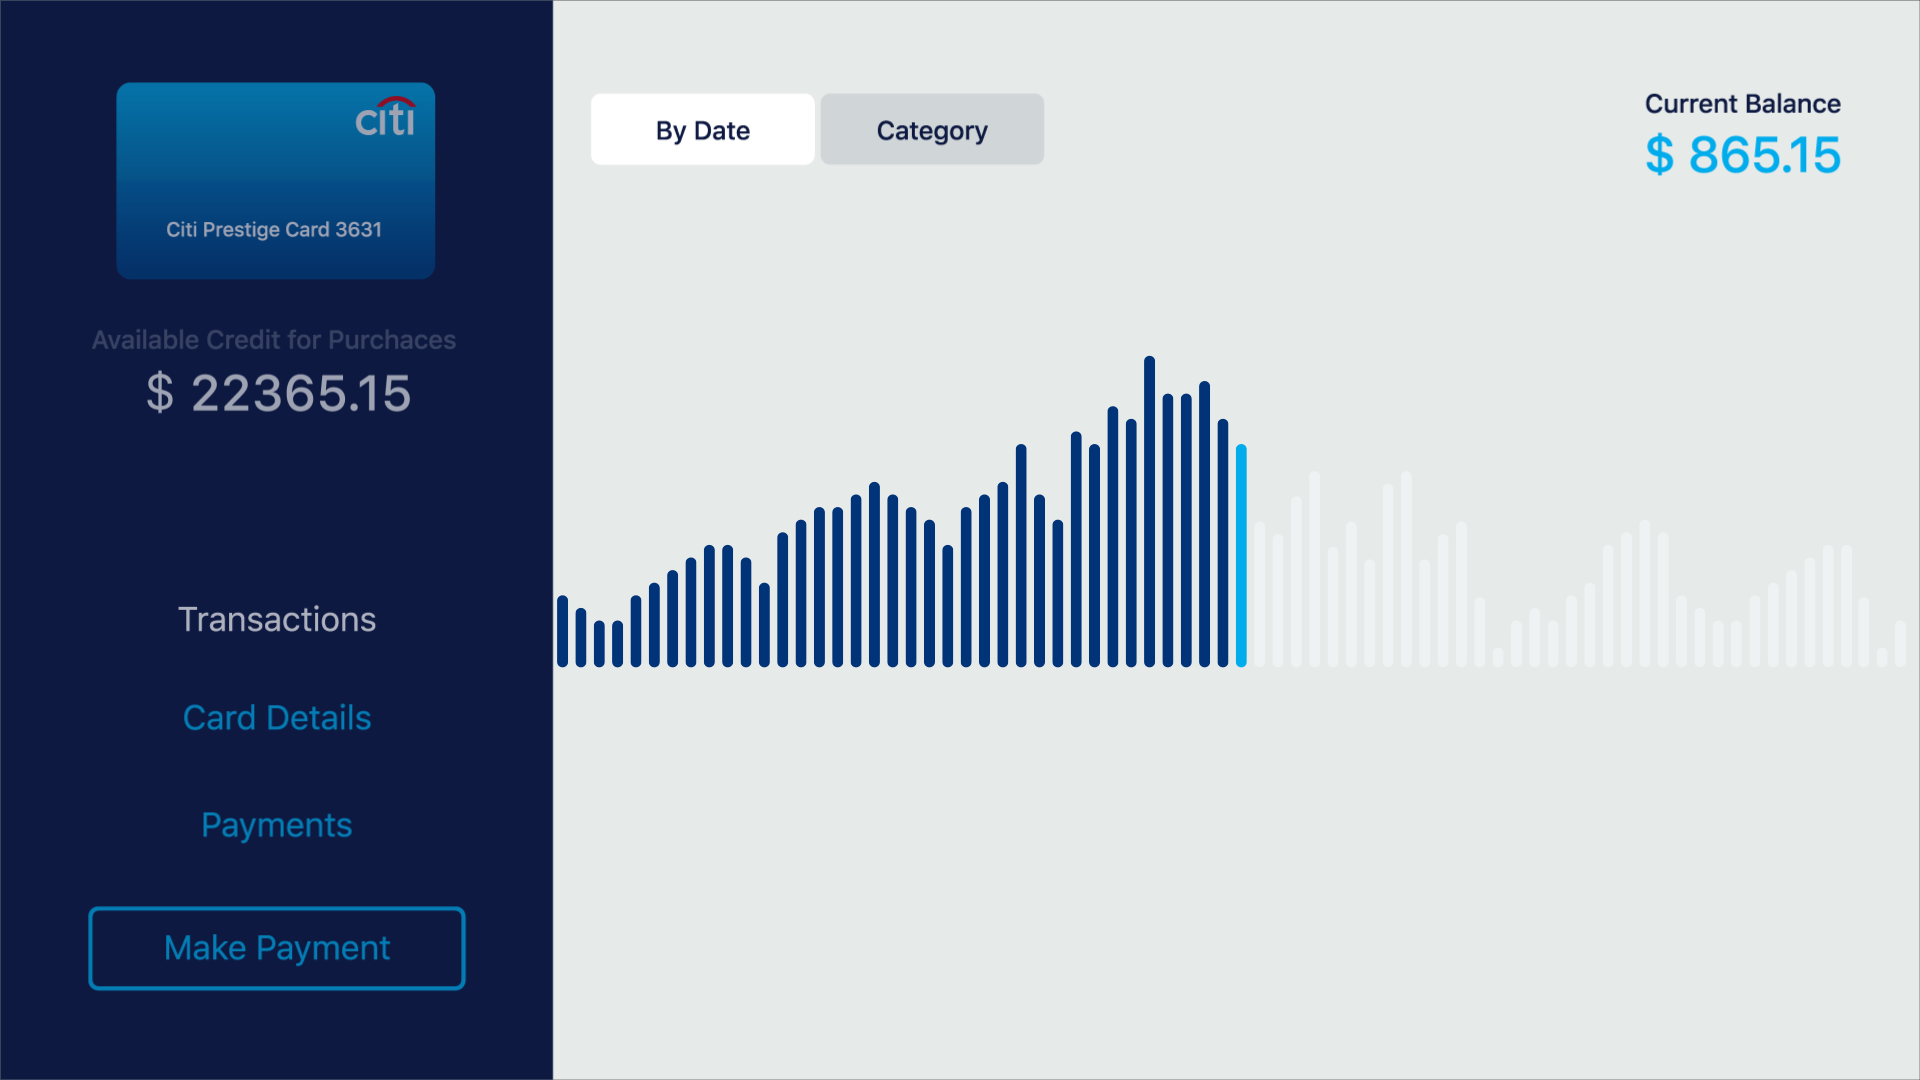 citi
Citi Prestige Card 3631
Available Credit for Purchaces
$ 22365.15
Transactions
Card Details
Payments
Make Payment
By Date
Category
Current Balance
$ 865.15